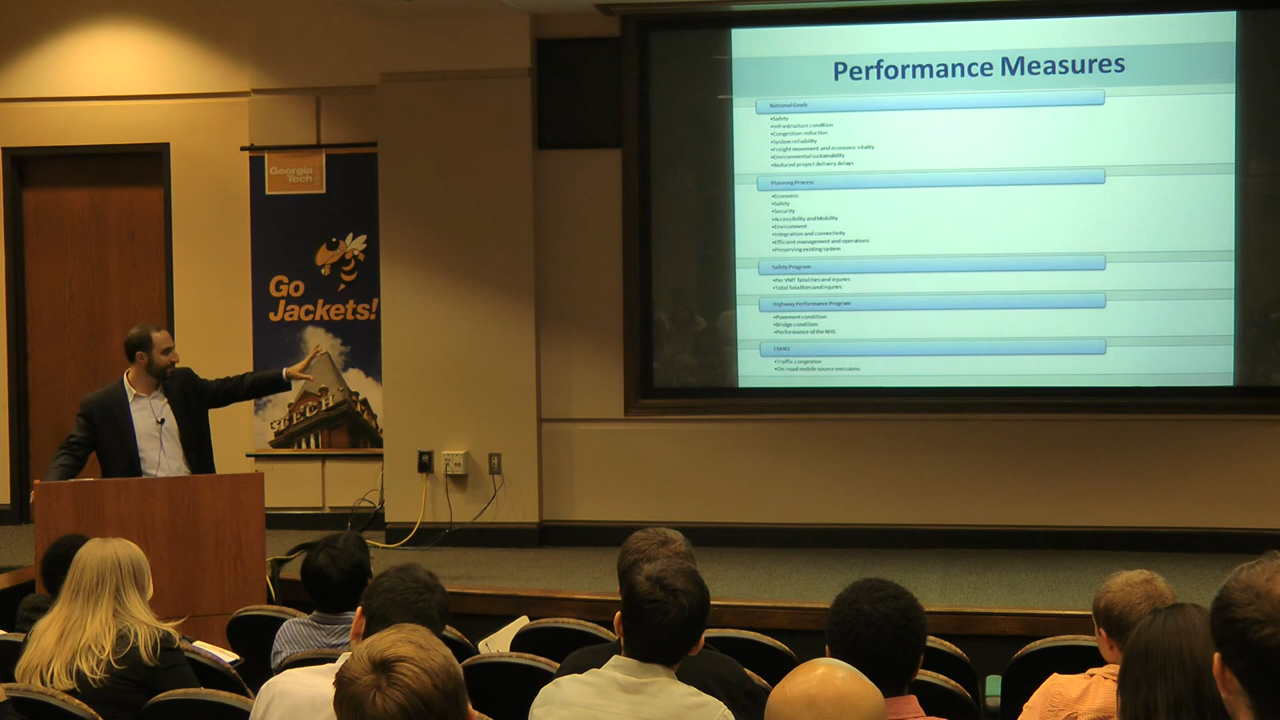 Performance Measures
National Goals
•Safety
•Infrastructure condition
•Congestion reduction
•System reliability
•Freight movement and economic vitality
•Environmental sustainability
•Reduced project delivery delays
Planning Process
•Economic
•Safety
•Security
•Accessibility and Mobility
•Environment
•Integration and connectivity
•Efficient management and operations
•Preserving existing system
Safety Program
•Per VMT fatalities and injuries
•Total fatalities and injuries
Highway Performance Program
•Pavement condition
•Bridge condition
•Performance of the NHS
CMAQ
•Traffic congestion
•On road mobile source emissions
Georgia
Tech
Go
Jackets!
TECH